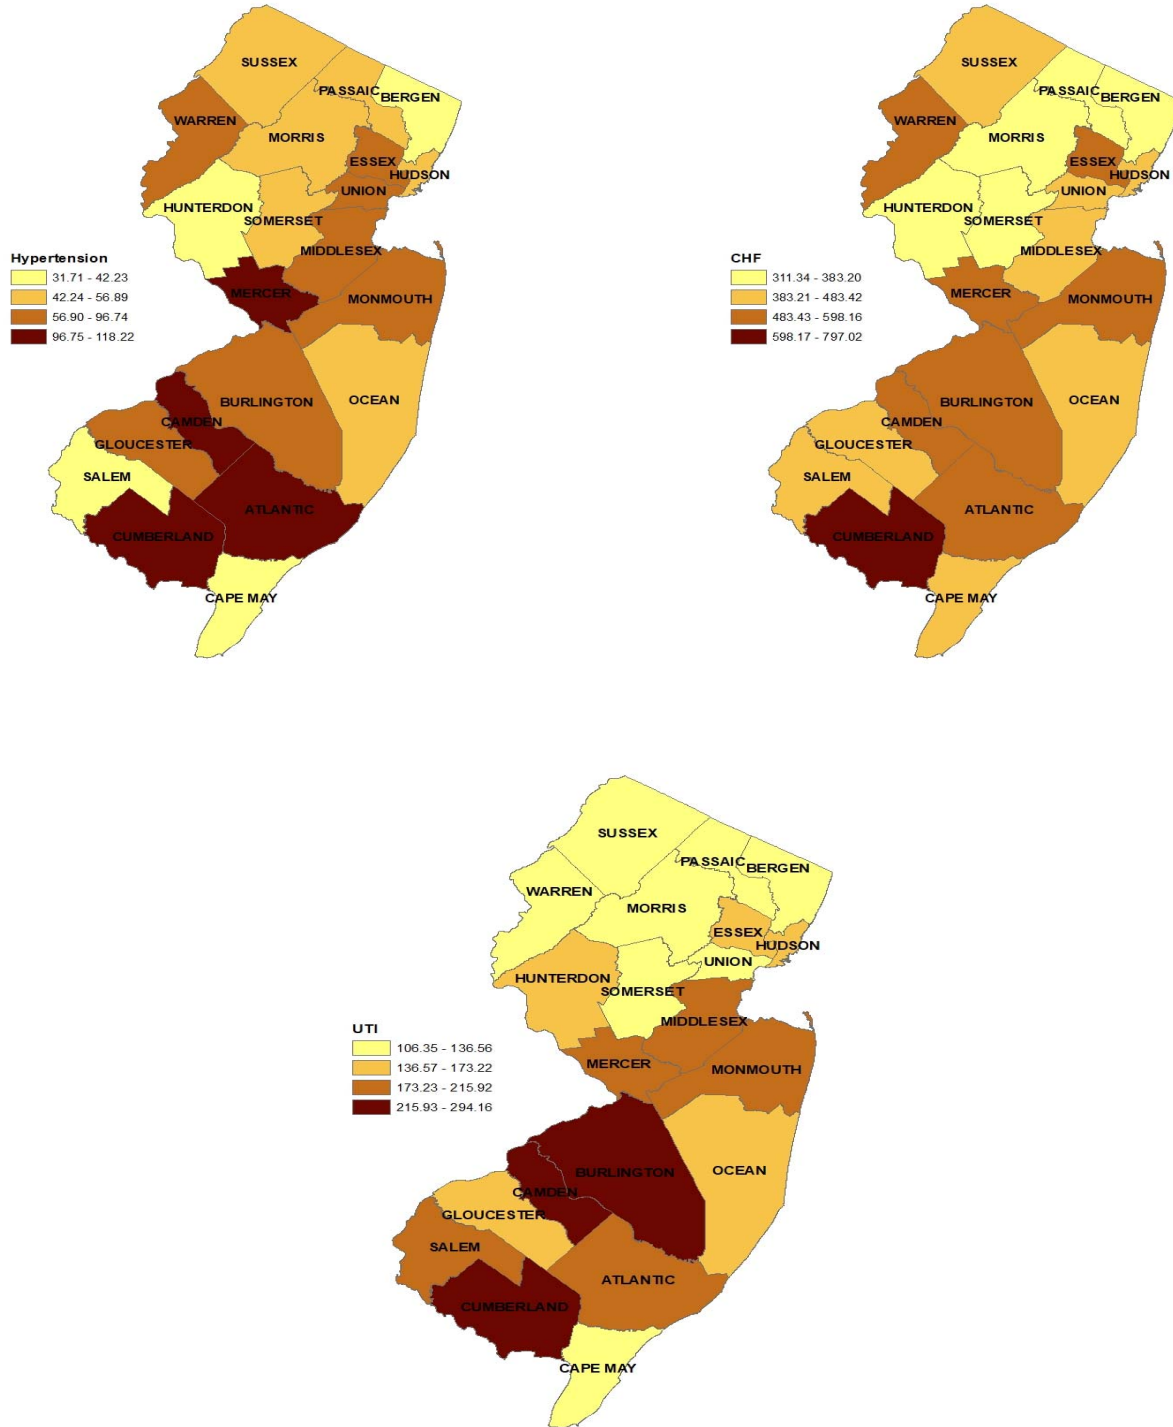 SUSSEX
PASSAIC
BERGEN
WARREN
MORRIS
ESSEX
HUDSON
UNION
HUNTERDON
SOMERSET
MIDDLESEX
MERCER
MONMOUTH
OCEAN
BURLINGTON
CAMDEN
GLOUCESTER
SALEM
ATLANTIC
CUMBERLAND
CAPE MAY
Hypertension
31.71 - 42.23
42.24 - 56.89
56.90 - 96.74
96.75 - 118.22
SUSSEX
PASSAIC
BERGEN
WARREN
MORRIS
ESSEX
HUDSON
UNION
HUNTERDON
SOMERSET
MIDDLESEX
MERCER
MONMOUTH
OCEAN
BURLINGTON
CAMDEN
GLOUCESTER
SALEM
ATLANTIC
CUMBERLAND
CAPE MAY
CHF
311.34 - 383.20
383.21 - 483.42
483.43 - 598.16
598.17 - 797.02
SUSSEX
PASSAIC
BERGEN
WARREN
MORRIS
ESSEX
HUDSON
UNION
HUNTERDON
SOMERSET
MIDDLESEX
MERCER
MONMOUTH
OCEAN
BURLINGTON
CAMDEN
GLOUCESTER
SALEM
ATLANTIC
CUMBERLAND
CAPE MAY
UTI
106.35 - 136.56
136.57 - 173.22
173.23 - 215.92
215.93 - 294.16